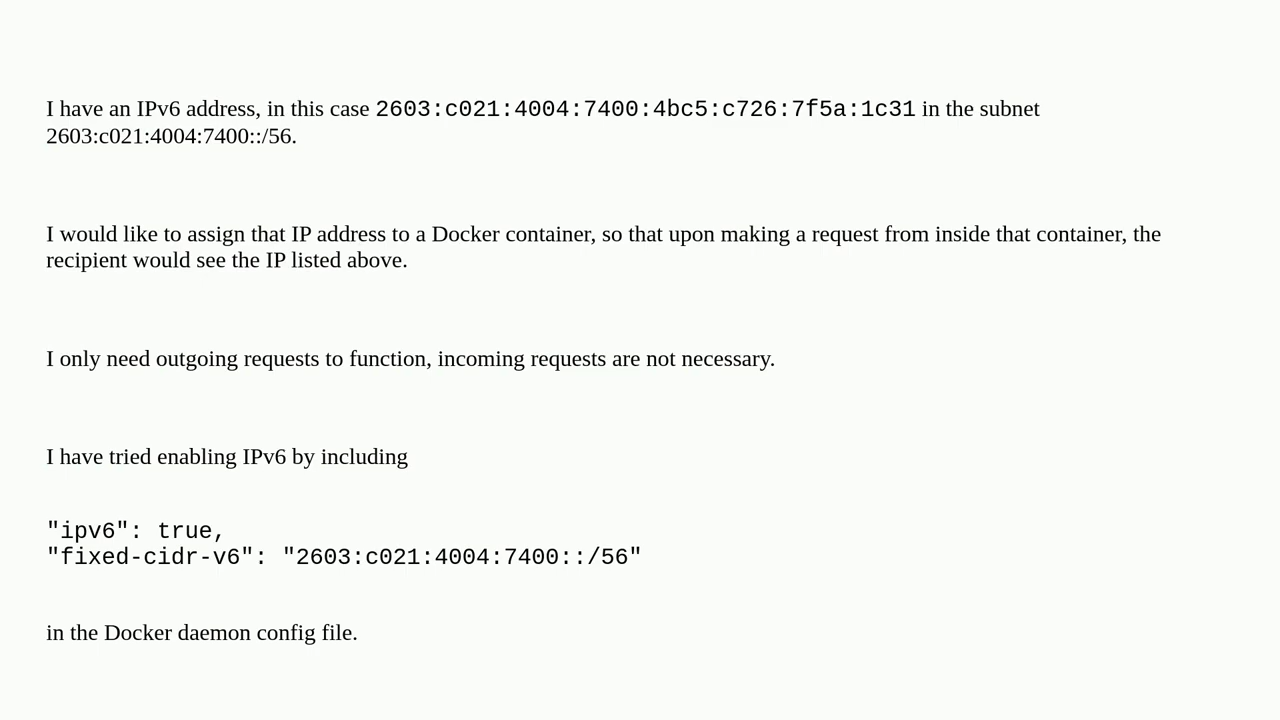 I have an IPv6 address, in this case 2603:c021:4004:7400:4bc5:c726:7f5a:1c31 in the subnet
2603:c021:4004:7400::/56.
I would like to assign that IP address to a Docker container, so that upon making a request from inside that container, the
recipient would see the IP listed above.
I only need outgoing requests to function, incoming requests are not necessary.
I have tried enabling IPv6 by including
"ipv6": true,
"fixed-cidr-v6": "2603:c021:4004:7400::/56"
in the Docker daemon config file.